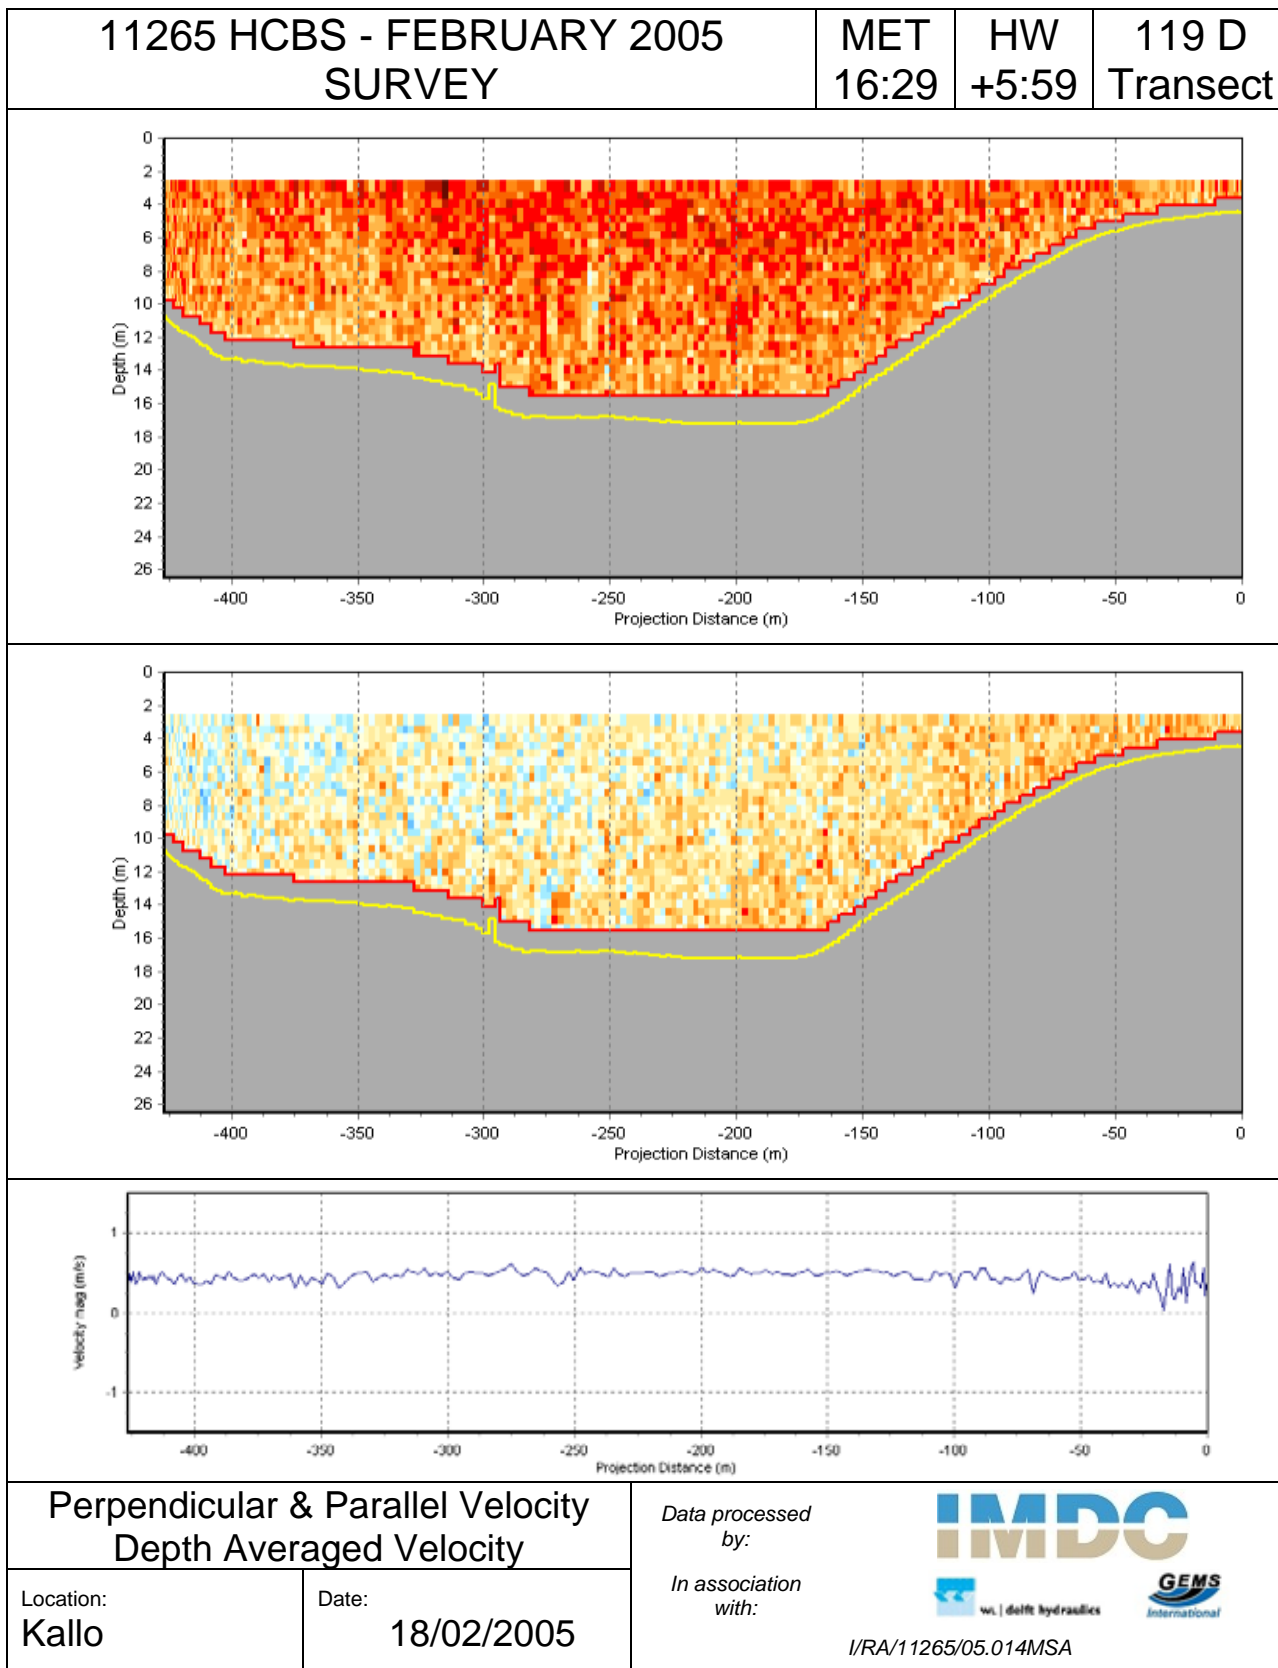 11265 HCBS - FEBRUARY 2005
SURVEY
MET
16:29
HW
+5:59
119 D
Transect
0
2
4
6
8
10
12
14
16
18
20
22
24
26
Depth (m)
-400 -350 -300 -250 -200 -150 -100 -50 0
Projection Distance (m)
0
2
4
6
8
10
12
14
16
18
20
22
24
26
Depth (m)
-400 -350 -300 -250 -200 -150 -100 -50 0
Projection Distance (m)
1
0
-1
Velocity mag (m/s)
-400 -350 -300 -250 -200 -150 -100 -50 0
Projection Distance (m)
Perpendicular & Parallel Velocity
Depth Averaged Velocity
Location:
Kallo
Date:
18/02/2005
Data processed
by:
In association
with:
IMDC
WL | delft hydraulics
GEMS
International
I/RA/11265/05.014MSA